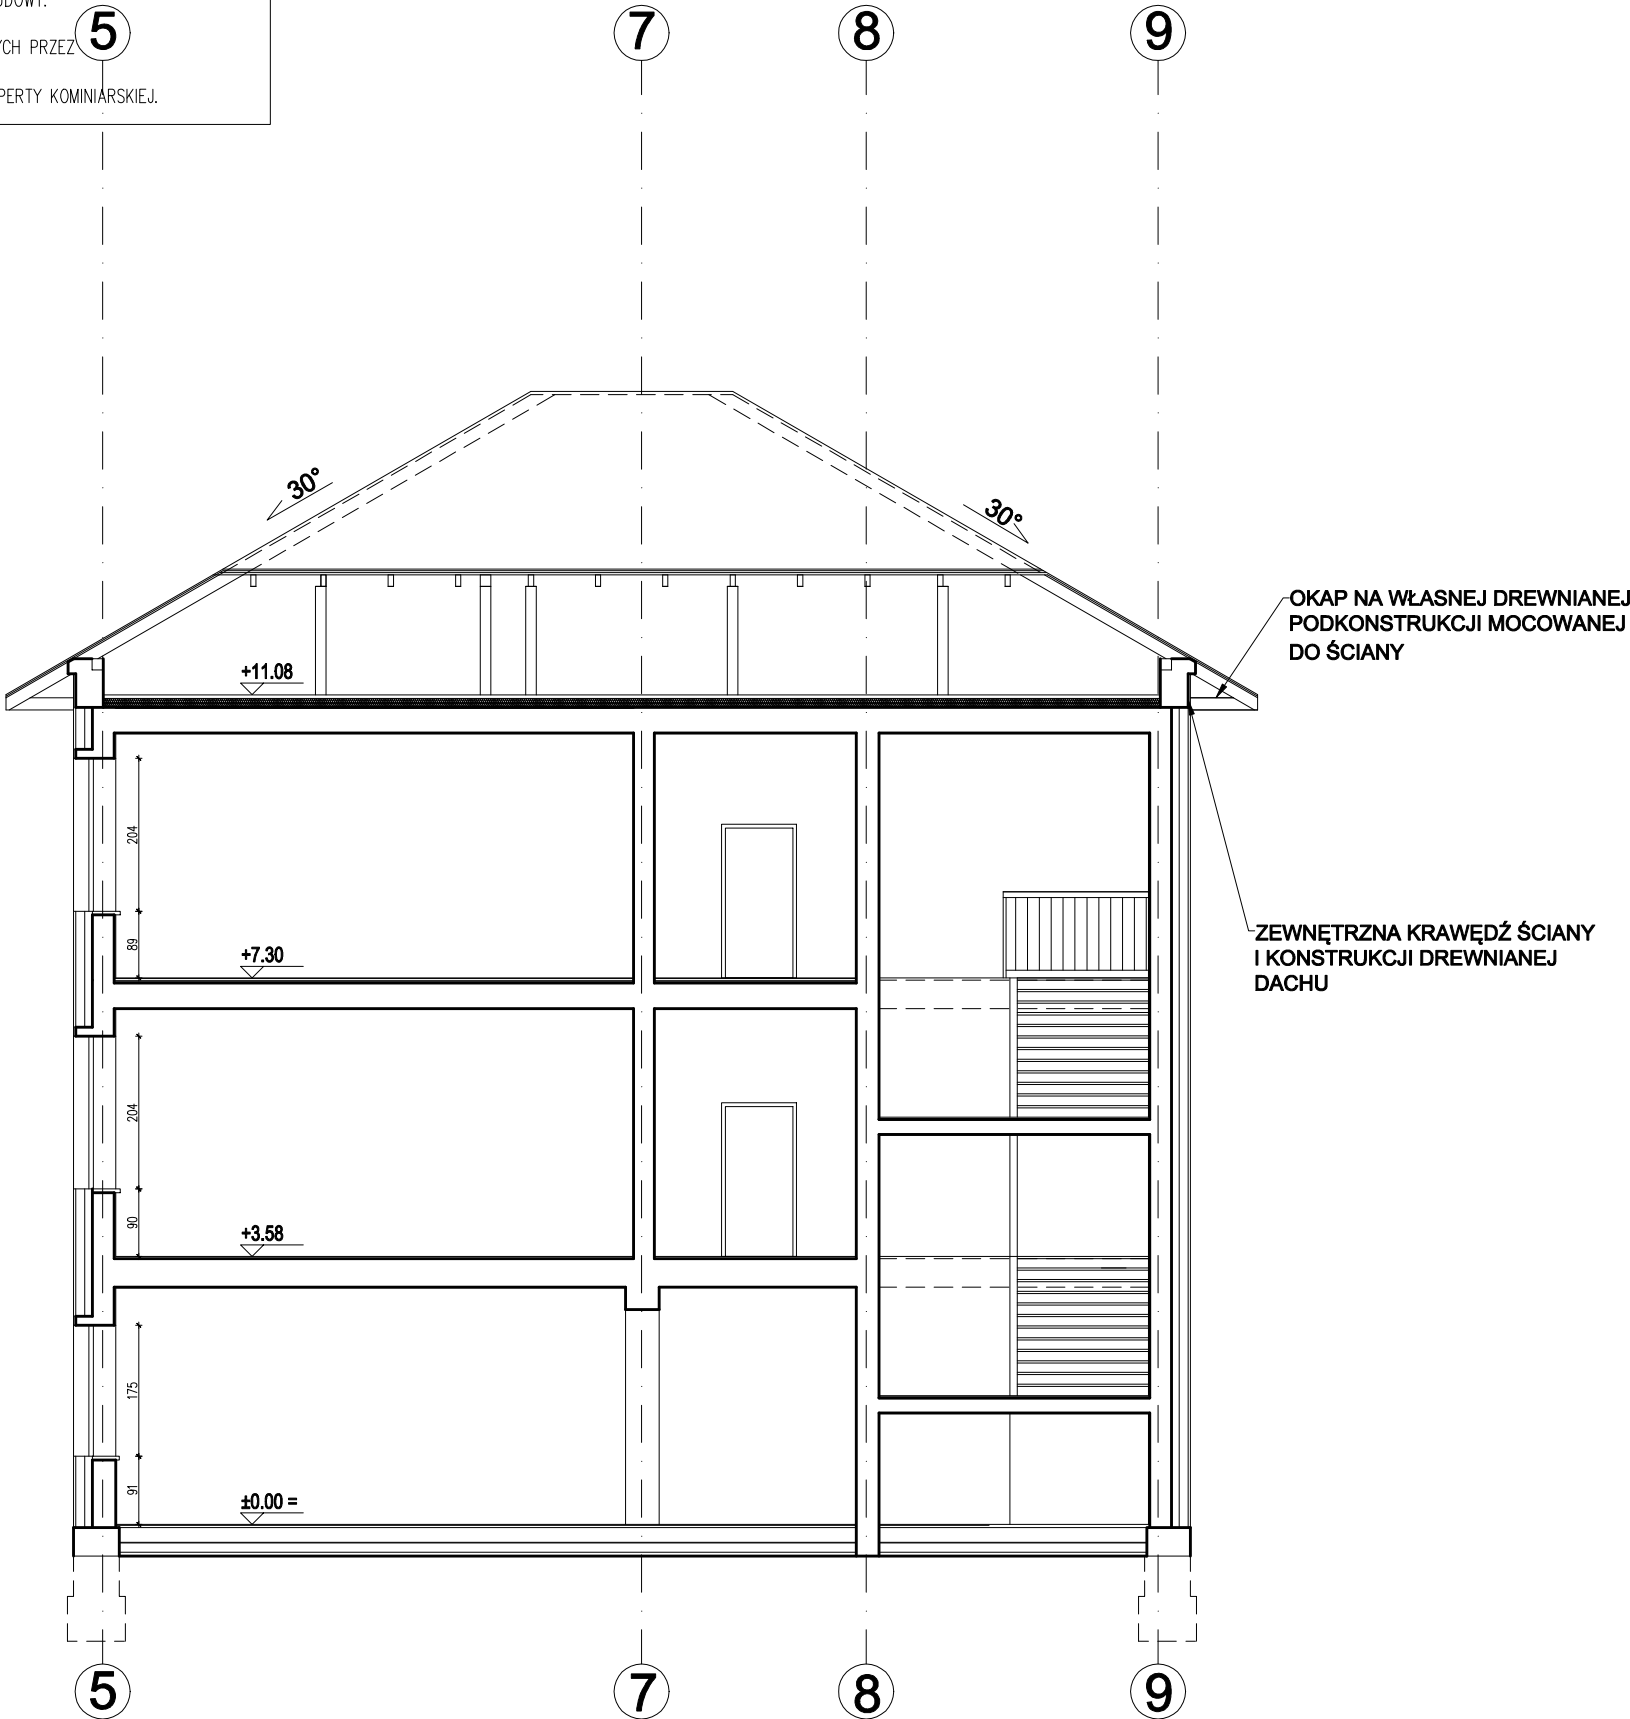 YCH PRZEZ
KOMINIARSKIEJ.
5
7
8
9
30°
30°
OKAP NA WŁASNEJ DREWNIANEJ
PODKONSTRUKCJI MOCOWANEJ
DO ŚCIANY
+11.08
204
89
+7.30
ZEWNĘTRZNA KRAWĘDŹ ŚCIANY
I KONSTRUKCJI DREWNIANEJ
DACHU
204
90
+3.58
175
91
±0.00 =
5
7
8
9